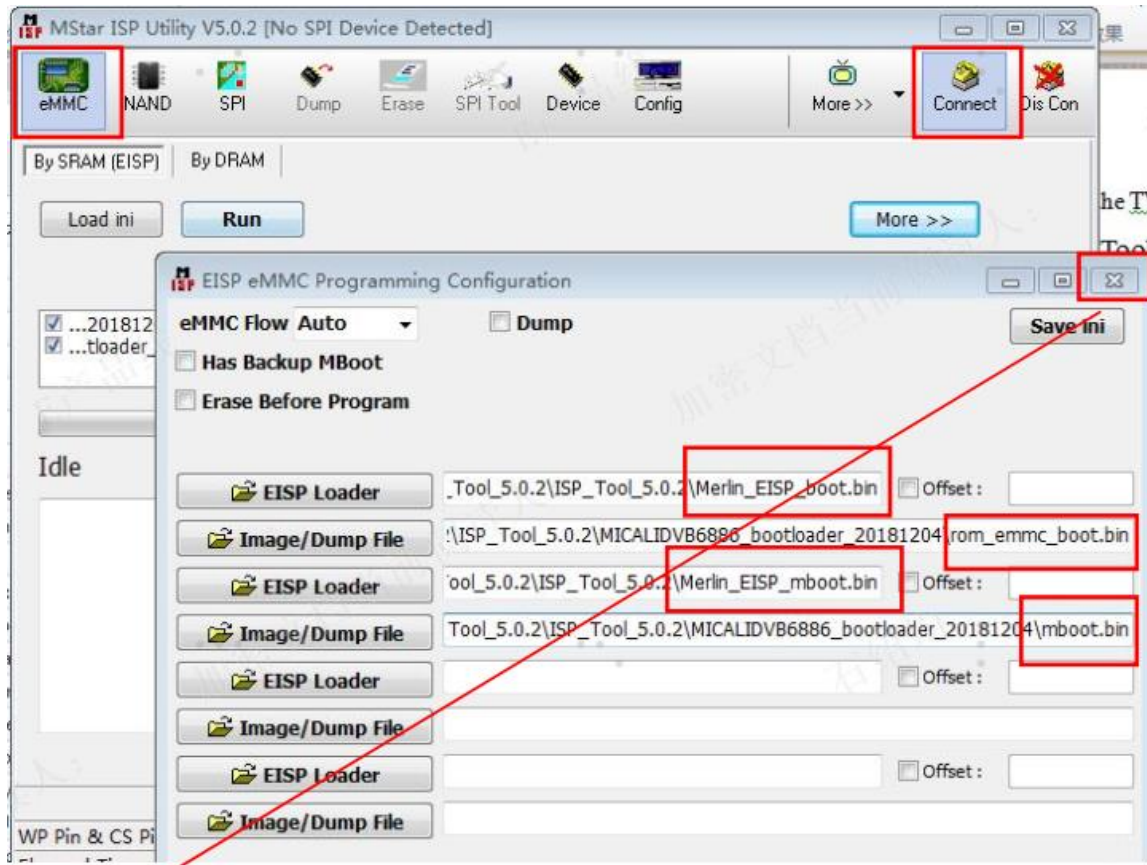 MStar ISP Utility V5.0.2 [No SPI Device Detected]
果
eMMC NAND SPI Dump Erase SPI Tool Device Config More >> Connect Dis Con
By SRAM (EISP) By DRAM
Load ini Run More >>
he
Too
EISP eMMC Programming Configuration
...201812 eMMC Flow Auto Dump Save ini
...tloader_
Has Backup MBoot
Erase Before Program
Idle
EISP Loader _Tool_5.0.2\ISP_Tool_5.0.2\Merlin_EISP_boot.bin Offset :
Image/Dump File \ISP_Tool_5.0.2\MICALIDVB6886_bootloader_20181204\rom_emmc_boot.bin
EISP Loader ool_5.0.2\ISP_Tool_5.0.2\Merlin_EISP_mboot.bin Offset :
Image/Dump File Tool_5.0.2\ISP_Tool_5.0.2\MICALIDVB6886_bootloader_20181204\mboot.bin
EISP Loader Offset :
Image/Dump File
EISP Loader Offset :
Image/Dump File
WP Pin & CS Pi